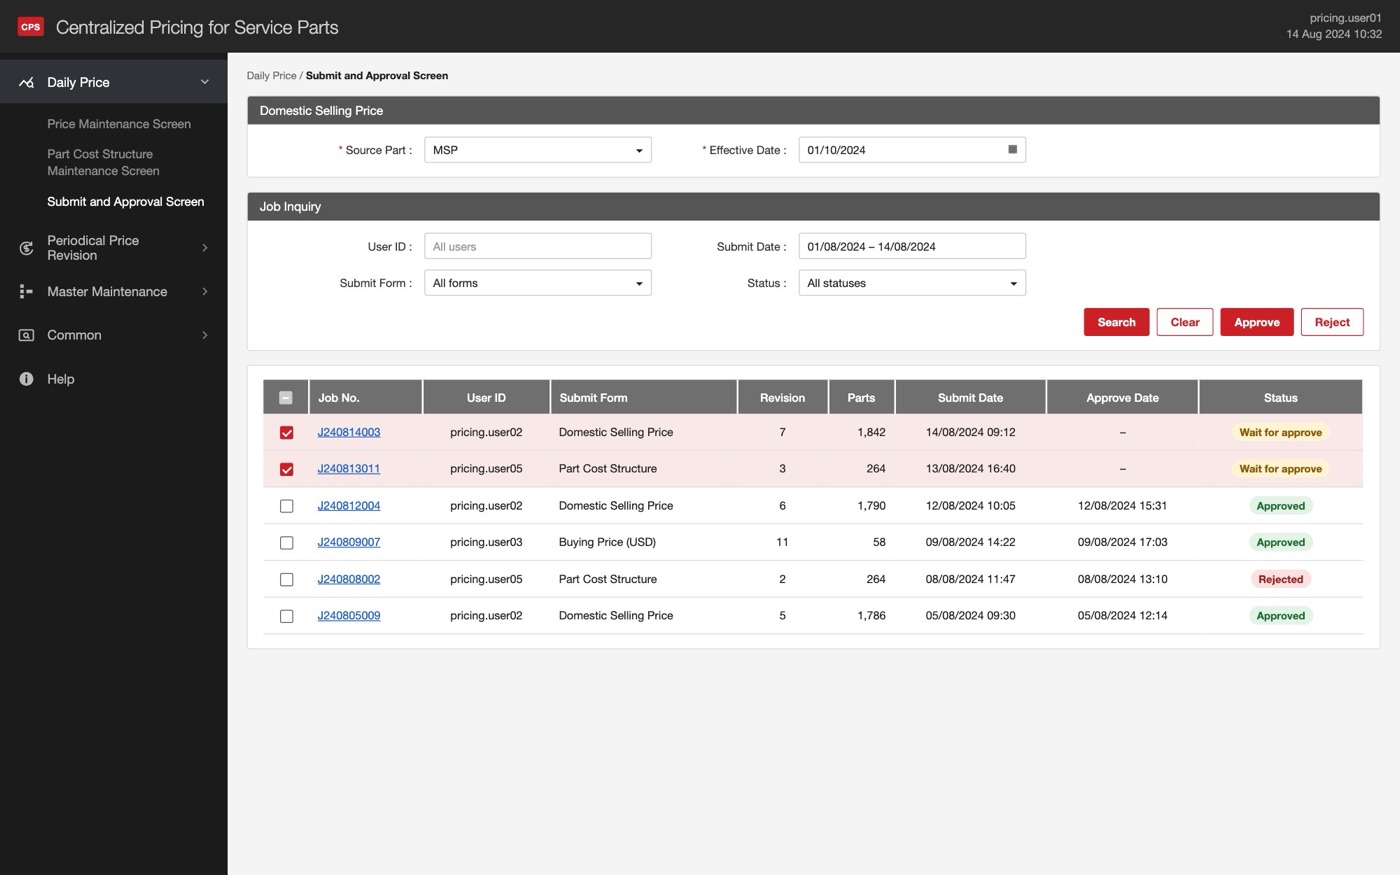 CPS Centralized Pricing for Service Parts
pricing.user01
14 Aug 2024 10:32
Daily Price
Price Maintenance Screen
Part Cost Structure
Maintenance Screen
Submit and Approval Screen
Periodical Price
Revision
Master Maintenance
Common
Help
Daily Price / Submit and Approval Screen
Domestic Selling Price
* Source Part : MSP * Effective Date : 01/10/2024
Job Inquiry
User ID : All users Submit Date : 01/08/2024 – 14/08/2024
Submit Form : All forms Status : All statuses
Search Clear Approve Reject
Job No. User ID Submit Form Revision Parts Submit Date Approve Date Status
J240814003 pricing.user02 Domestic Selling Price 7 1,842 14/08/2024 09:12 – Wait for approve
J240813011 pricing.user05 Part Cost Structure 3 264 13/08/2024 16:40 – Wait for approve
J240812004 pricing.user02 Domestic Selling Price 6 1,790 12/08/2024 10:05 12/08/2024 15:31 Approved
J240809007 pricing.user03 Buying Price (USD) 11 58 09/08/2024 14:22 09/08/2024 17:03 Approved
J240808002 pricing.user05 Part Cost Structure 2 264 08/08/2024 11:47 08/08/2024 13:10 Rejected
J240805009 pricing.user02 Domestic Selling Price 5 1,786 05/08/2024 09:30 05/08/2024 12:14 Approved